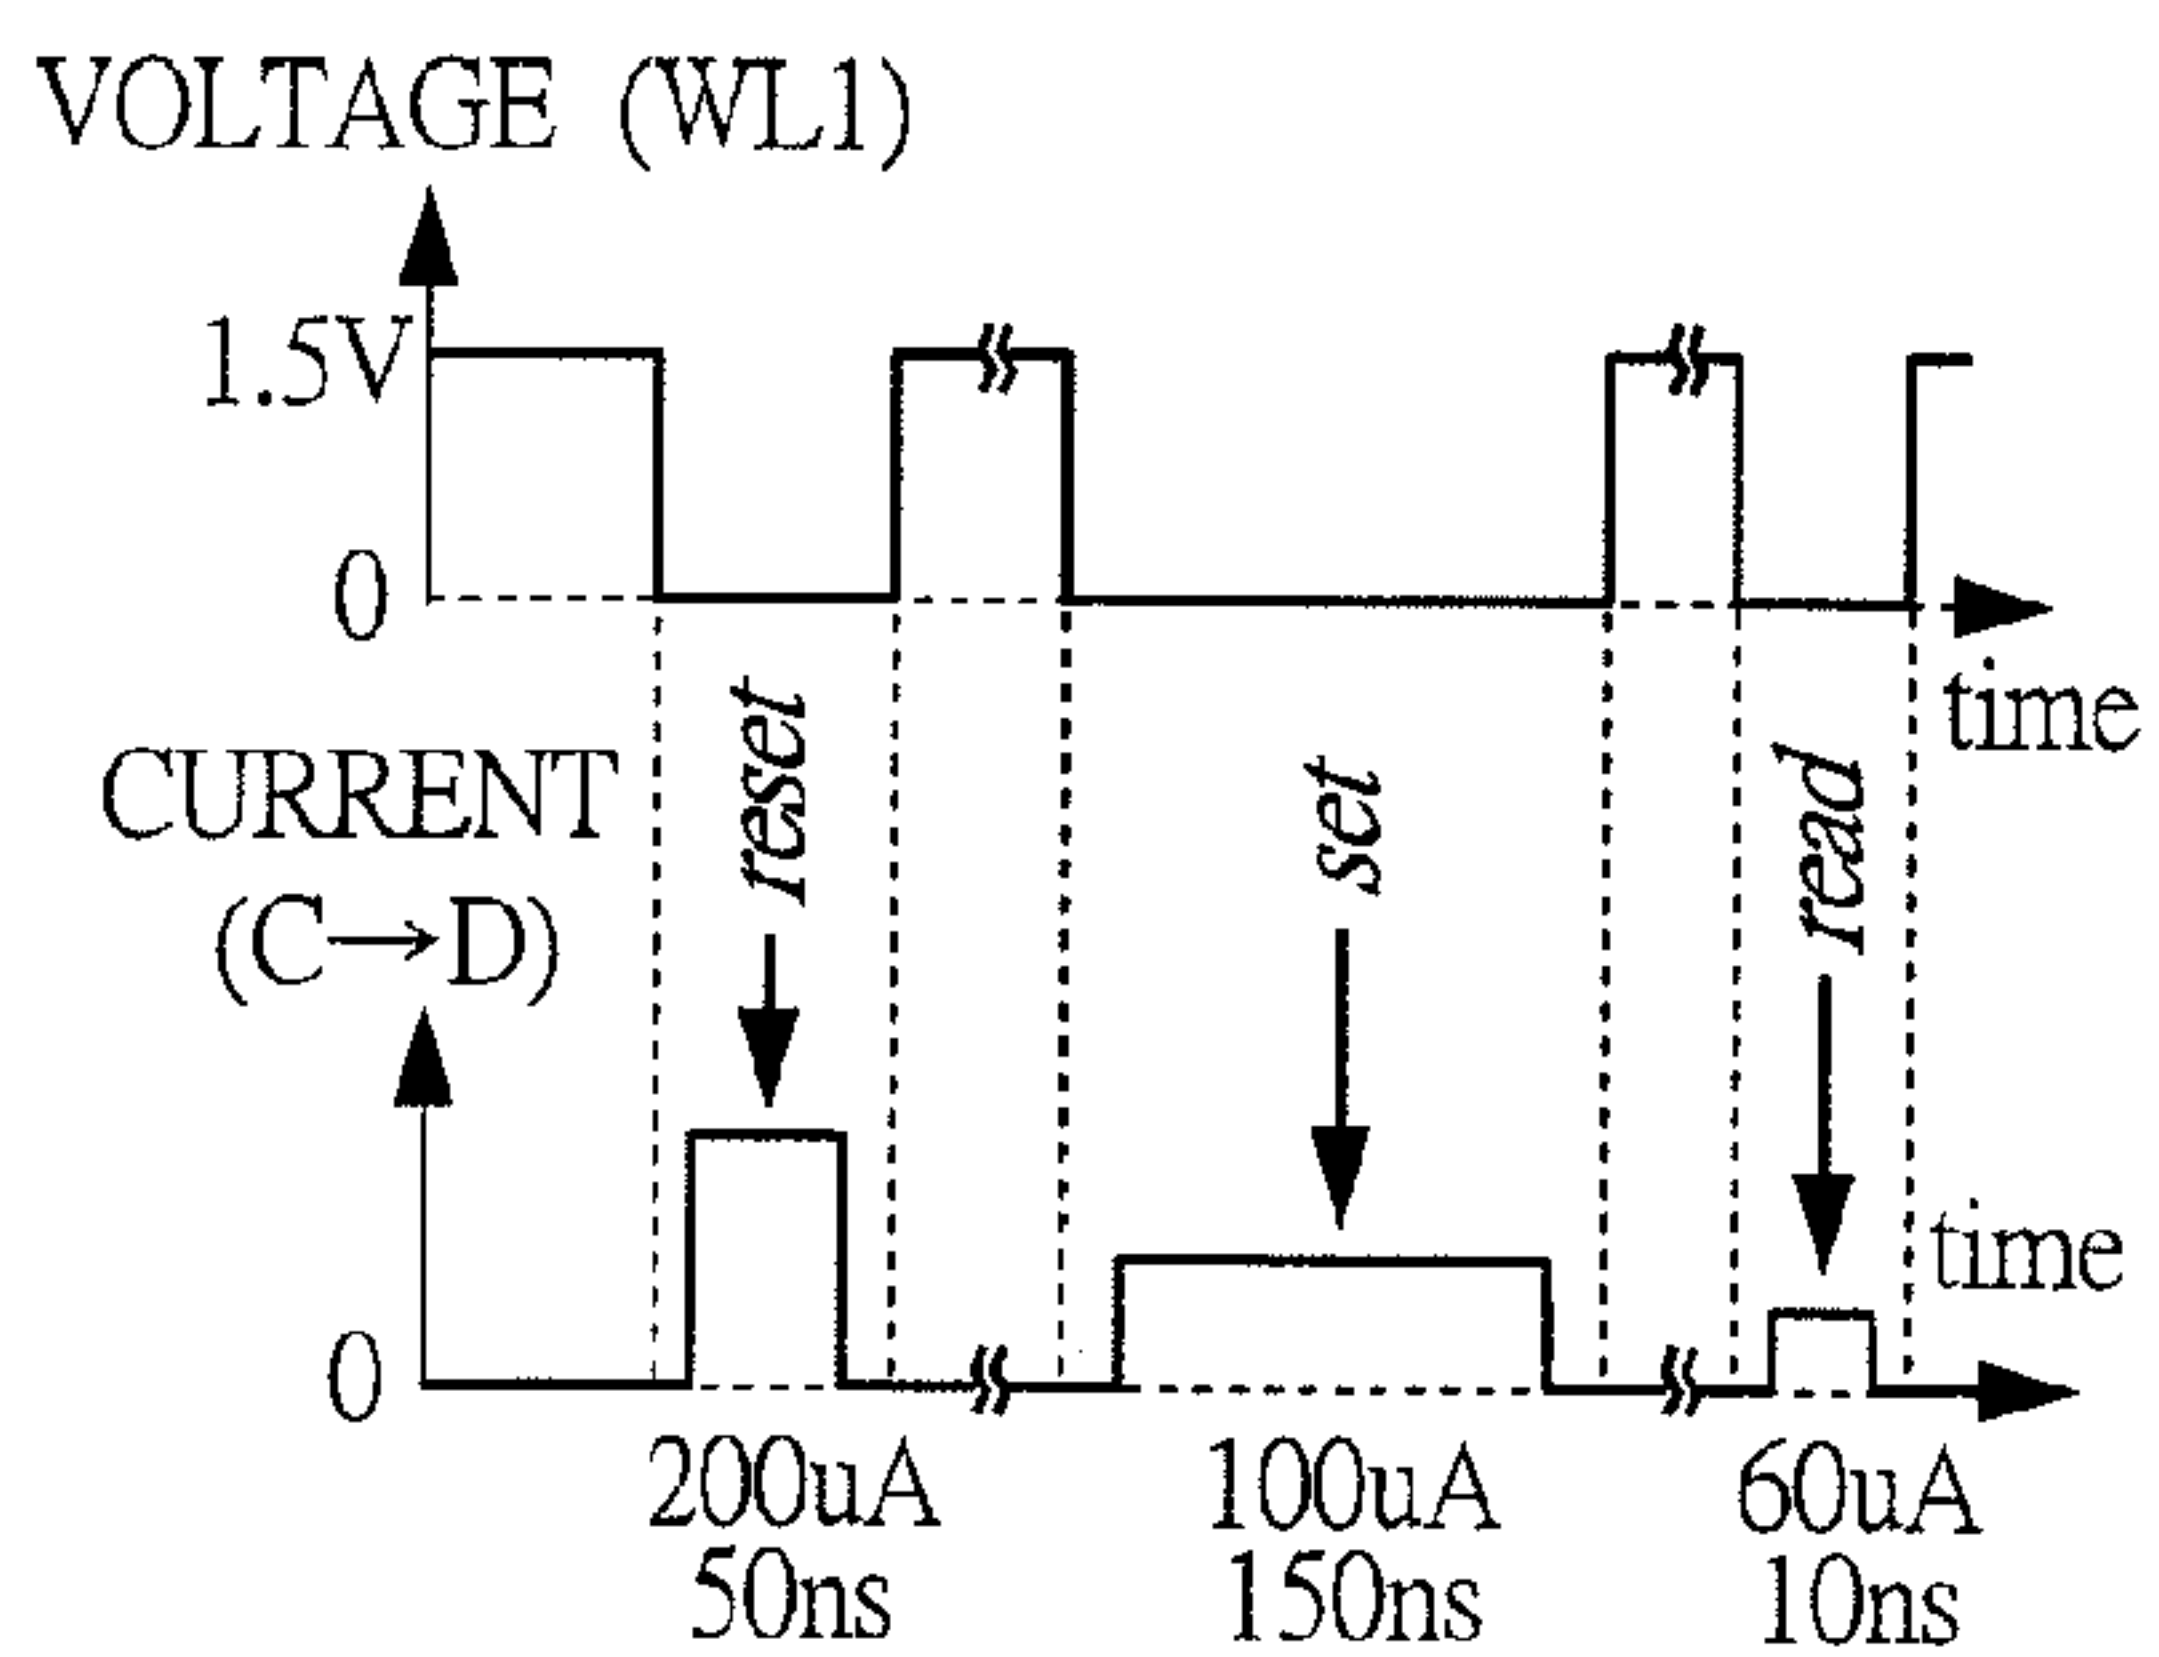 VOLTAGE (WL1)
1.5V
0
time
reset
set
read
CURRENT
(C→D)
time
0
200uA
50ns
100uA
150ns
60uA
10ns